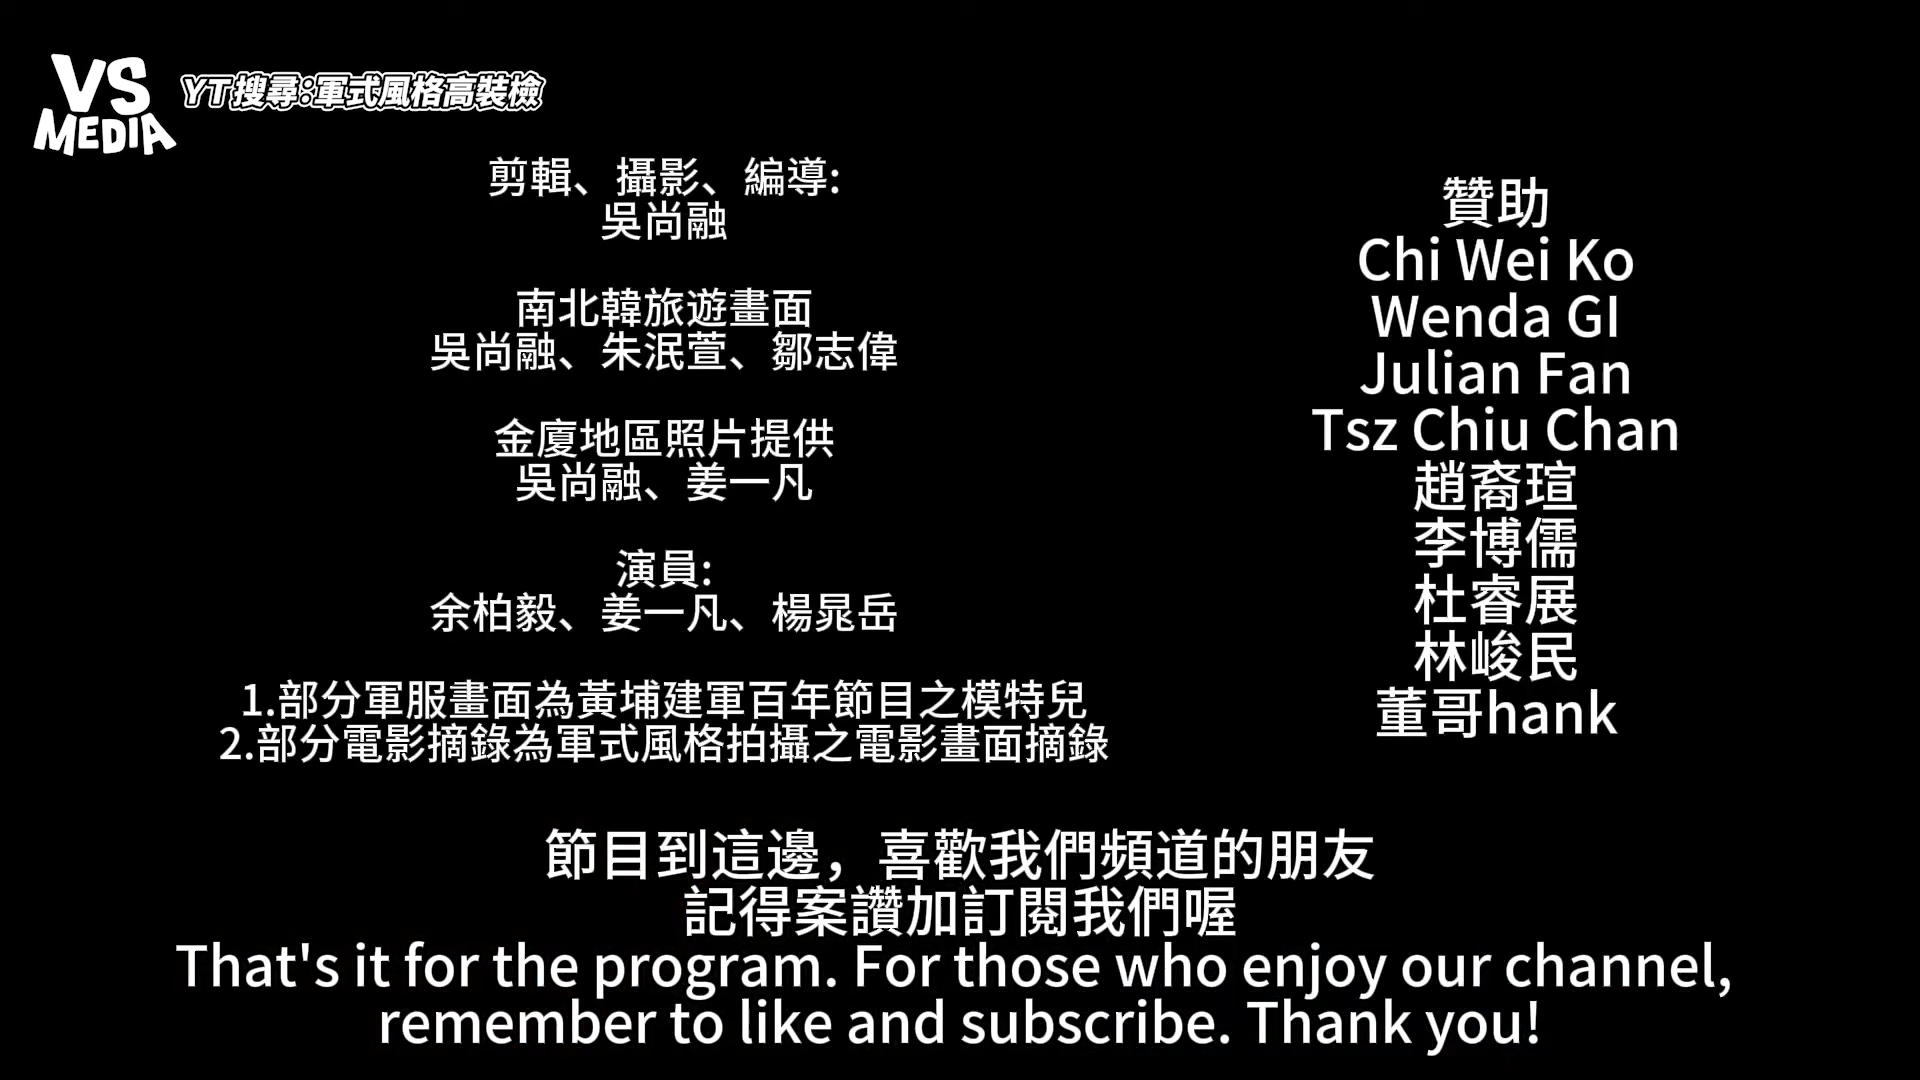 VS
MEDIA
YT搜尋:軍式風格高裝檢
剪輯、攝影、編導:
吳尚融
南北韓旅遊畫面
吳尚融、朱泯萱、鄒志偉
金廈地區照片提供
吳尚融、姜一凡
演員:
余柏毅、姜一凡、楊晁岳
1.部分軍服畫面為黃埔建軍百年節目之模特兒
2.部分電影摘錄為軍式風格拍攝之電影畫面摘錄
贊助
Chi Wei Ko
Wenda GI
Julian Fan
Tsz Chiu Chan
趙裔瑄
李博儒
杜睿展
林峻民
董哥hank
節目到這邊，喜歡我們頻道的朋友
記得案讚加訂閱我們喔
That's it for the program. For those who enjoy our channel,
remember to like and subscribe. Thank you!